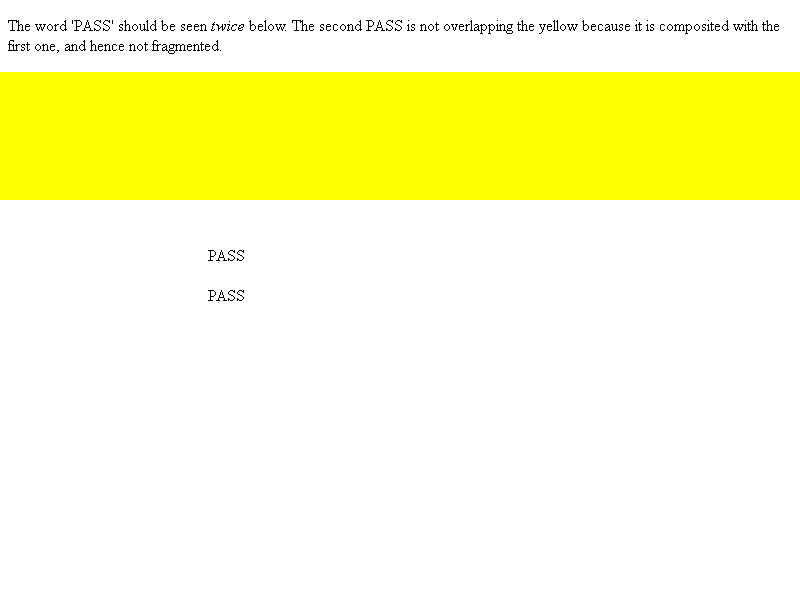 The word 'PASS' should be seen twice below. The second PASS is not overlapping the yellow because it is composited with the
first one, and hence not fragmented.
PASS
PASS